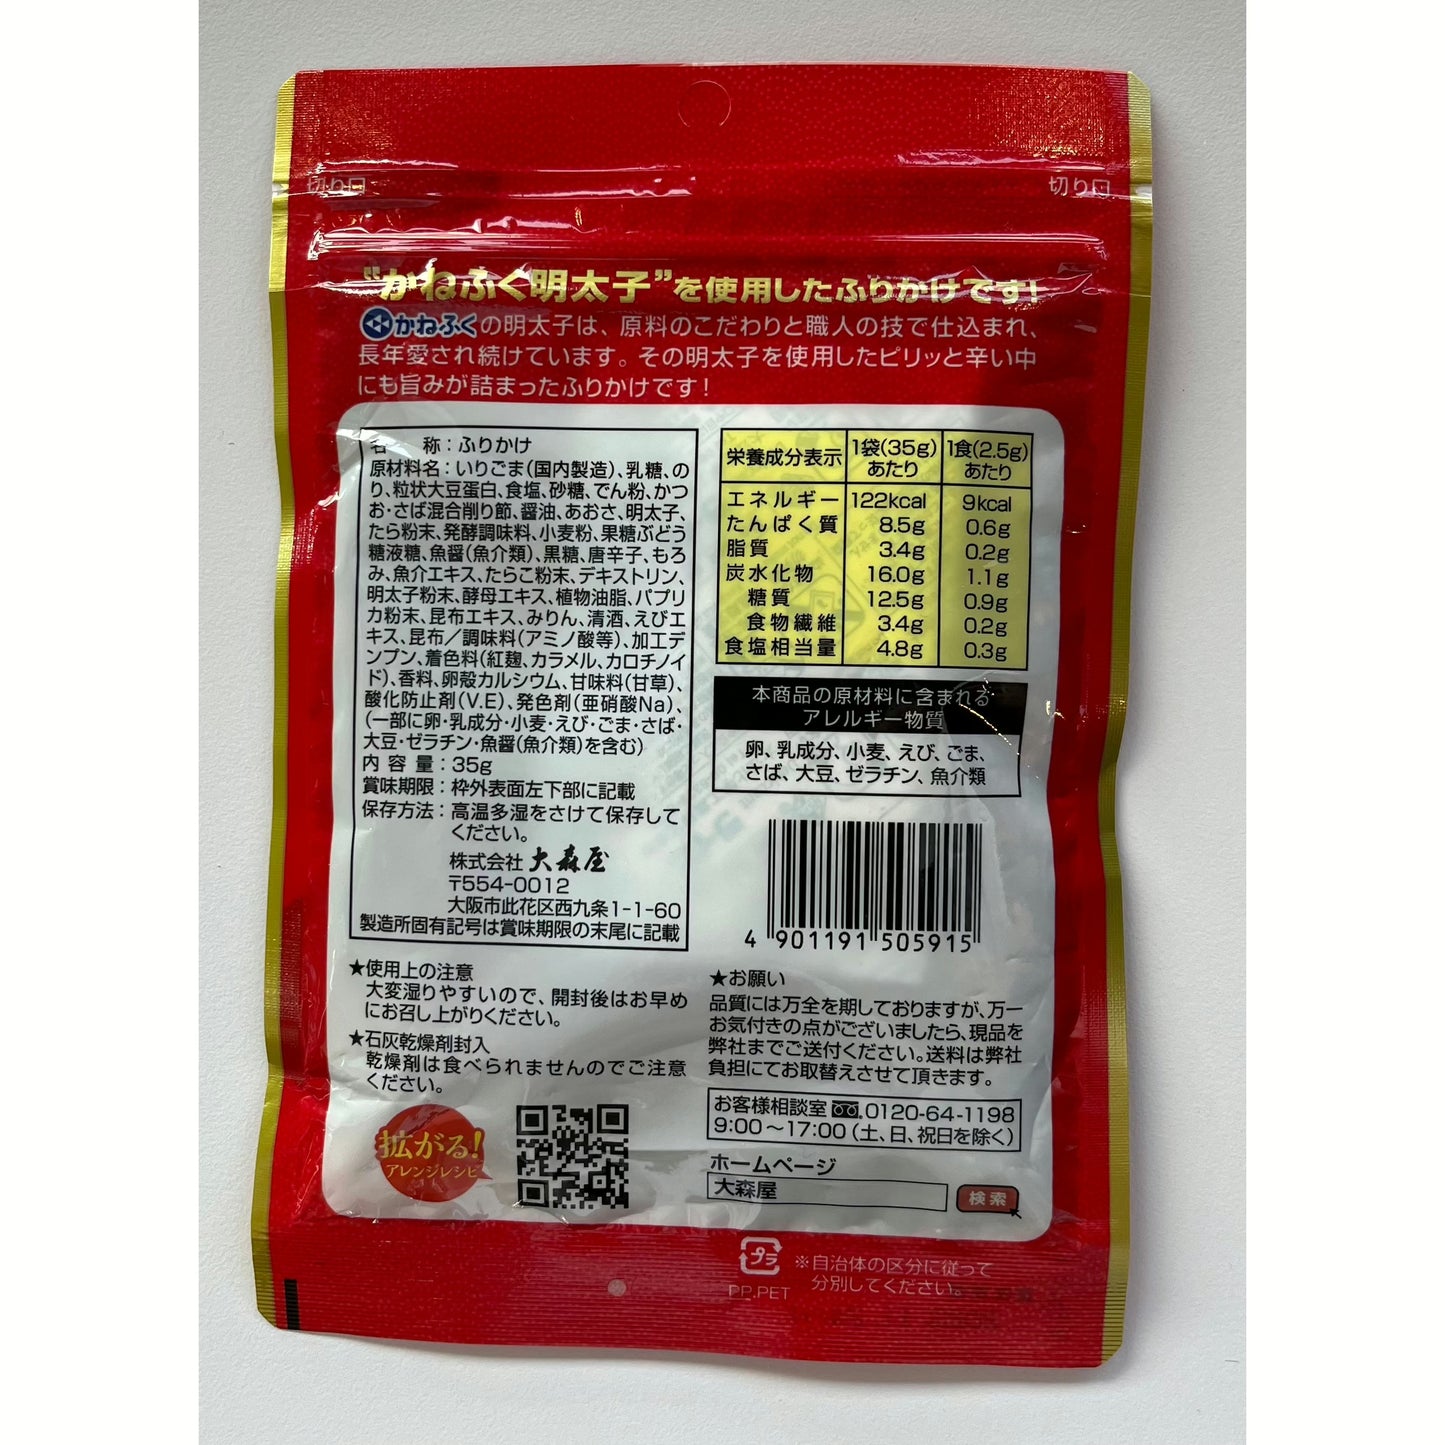 切り口
切り口
“かねふく明太子”を使用したふりかけです!
かねふくの明太子は、原料のこだわりと職人の技で仕込まれ、
長年愛され続けています。その明太子を使用したピリッと辛い中
にも旨みが詰まったふりかけです!
名 称:ふりかけ
原材料名:いりごま(国内製造)、乳糖、の
り、粒状大豆蛋白、食塩、砂糖、でん粉、かつ
お・さば混合削り節、醤油、あおさ、明太子、
たら粉末、発酵調味料、小麦粉、果糖ぶどう
糖液糖、魚醤(魚介類)、黒糖、唐辛子、もろ
み、魚介エキス、たらこ粉末、デキストリン、
明太子粉末、酵母エキス、植物油脂、パプリ
カ粉末、昆布エキス、みりん、清酒、えびエ
キス、昆布/調味料(アミノ酸等)、加工デ
ンプン、着色料(紅麹、カラメル、カロチノイ
ド)、香料、卵殻カルシウム、甘味料(甘草)、
酸化防止剤(V.E)、発色剤(亜硝酸Na)、
(一部に卵・乳成分・小麦・えび・ごま・さば・
大豆・ゼラチン・魚醤(魚介類)を含む)
内容量:35g
賞味期限:枠外表面左下部に記載
保存方法:高温多湿をさけて保存して
ください。
株式会社 大森屋
〒554-0012
大阪市此花区西九条1-1-60
製造所固有記号は賞味期限の末尾に記載
★使用上の注意
大変湿りやすいので、開封後はお早め
にお召し上がりください。
★石灰乾燥剤封入
乾燥剤は食べられませんのでご注意
ください。
拡がる!
アレンジレシピ
栄養成分表示 1袋(35g)あたり 1食(2.5g)あたり
エネルギー 122kcal 9kcal
たんぱく質 8.5g 0.6g
脂質 3.4g 0.2g
炭水化物 16.0g 1.1g
糖質 12.5g 0.9g
食物繊維 3.4g 0.2g
食塩相当量 4.8g 0.3g
本商品の原材料に含まれる
アレルギー物質
卵、乳成分、小麦、えび、ごま、
さば、大豆、ゼラチン、魚介類
4 901191 505915
★お願い
品質には万全を期しておりますが、万一
お気付きの点がございましたら、現品を
弊社までご送付ください。送料は弊社
負担にてお取替えさせて頂きます。
お客様相談室 0120-64-1198
9:00〜17:00(土、日、祝日を除く)
ホームページ
大森屋 検索
プラ
PP.PET
※自治体の区分に従って
分別してください。